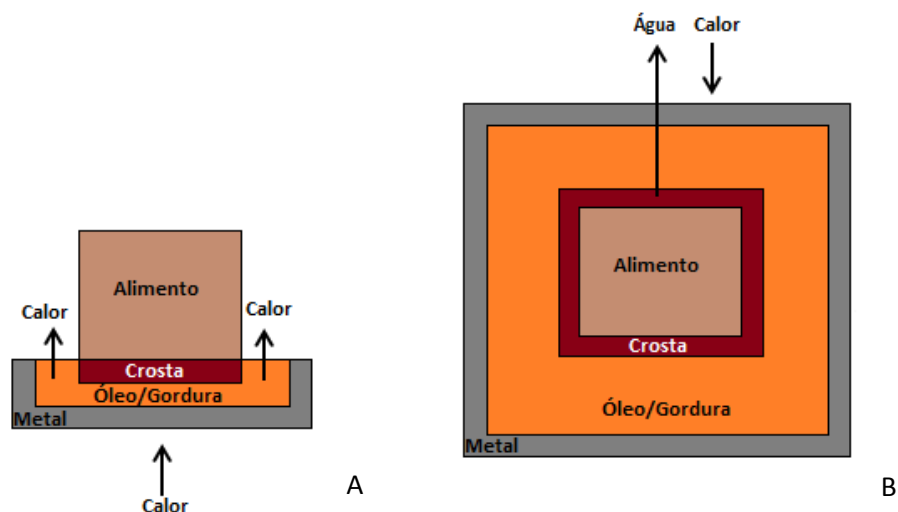 Alimento
Calor
Calor
Crosta
Óleo/Gordura
Metal
Calor
A
Água
Calor
Alimento
Crosta
Óleo/Gordura
Metal
B